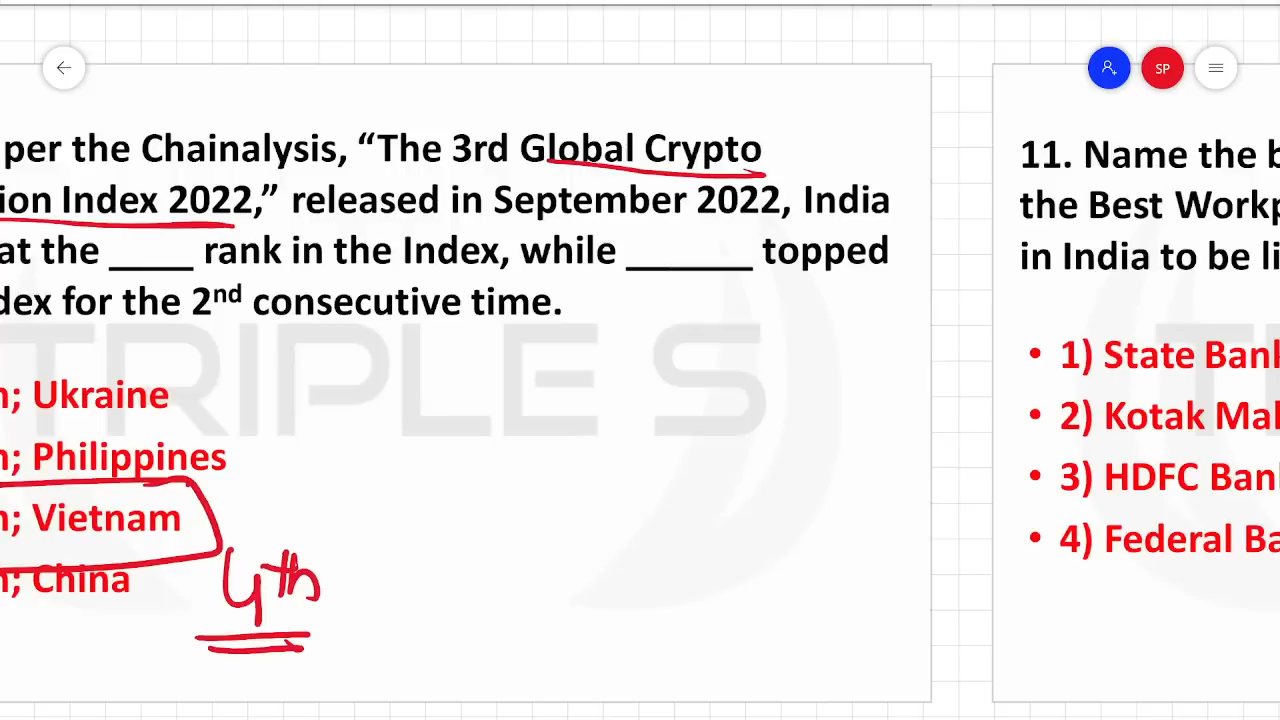 per the Chainalysis, “The 3rd Global Crypto
ion Index 2022,” released in September 2022, India
at the ____ rank in the Index, while ______ topped
dex for the 2nd consecutive time.
n; Ukraine
n; Philippines
n; Vietnam
n; China
4th
TRIPLE S
SP
11. Name the b
the Best Workp
in India to be li
• 1) State Bank
• 2) Kotak Mah
• 3) HDFC Ban
• 4) Federal Ba